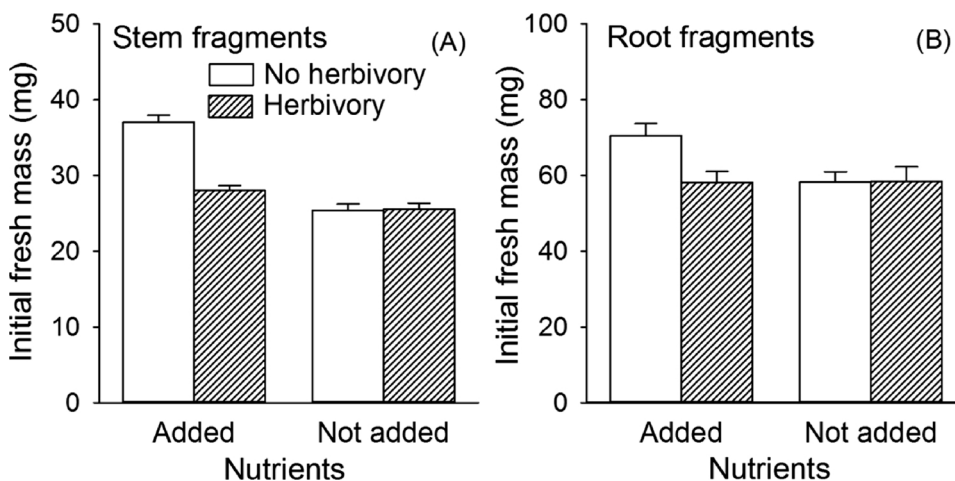 Stem fragments
(A)
No herbivory
Herbivory
Initial fresh mass (mg)
50
40
30
20
10
0
Added
Not added
Nutrients
Root fragments
(B)
Initial fresh mass (mg)
100
80
60
40
20
0
Added
Not added
Nutrients